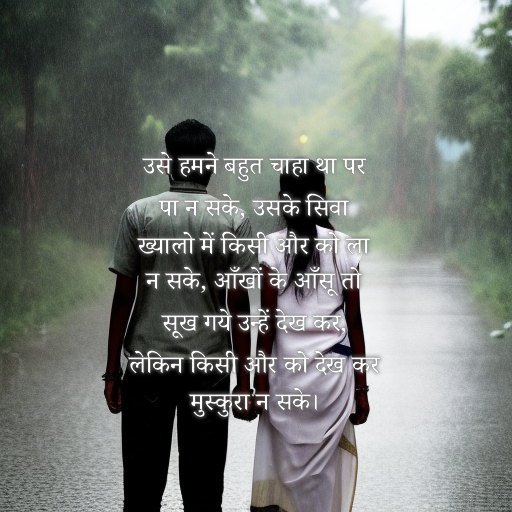 उसे हमने बहुत चाहा था पर
पा न सके, उसके सिवा
ख्यालो में किसी और को ला
न सके, आँखों के आँसू तो
सूख गये उन्हें देख कर,
लेकिन किसी और को देख कर
मुस्कुरा न सके।